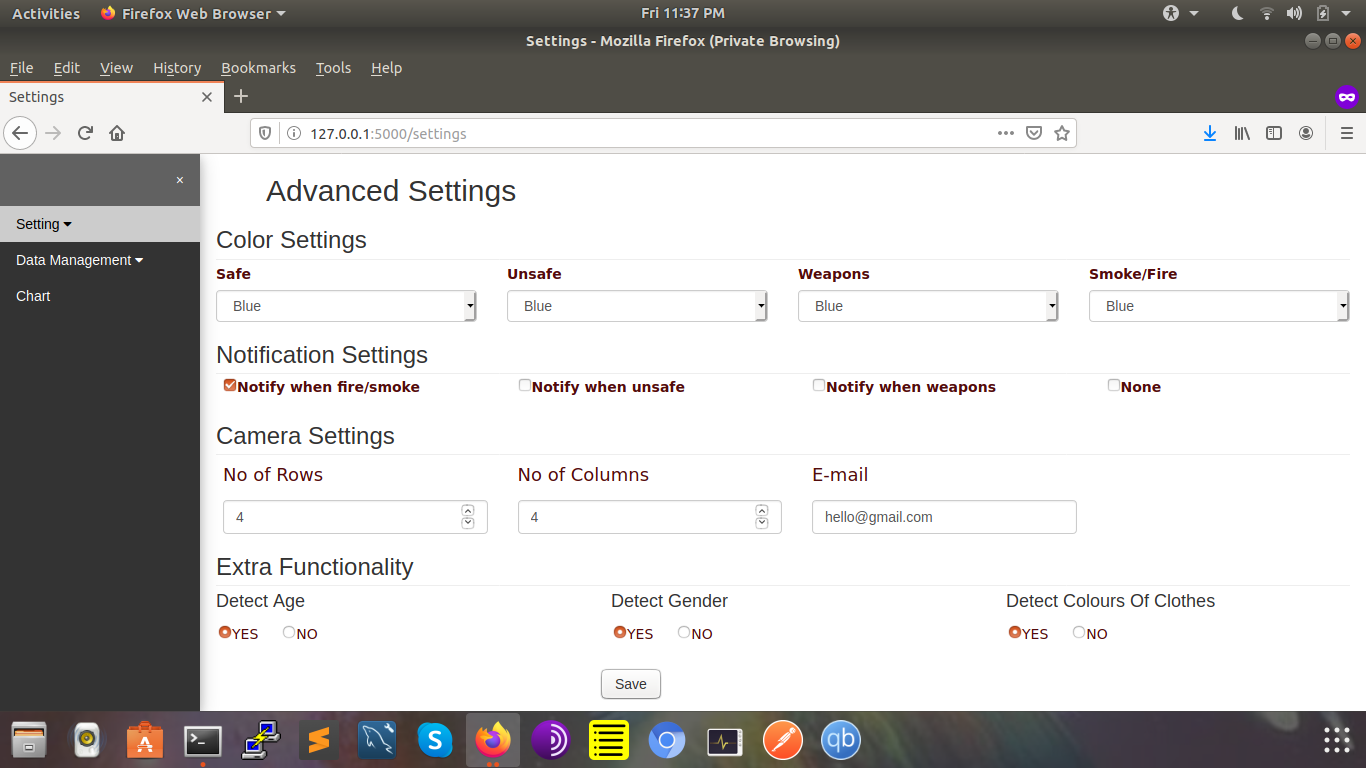 Activities Firefox Web Browser Fri 11:37 PM
Settings - Mozilla Firefox (Private Browsing)
File Edit View History Bookmarks Tools Help
Settings
127.0.0.1:5000/settings
×
Advanced Settings
Setting
Color Settings
Data Management
Safe Unsafe Weapons Smoke/Fire
Chart
Blue Blue Blue Blue
Notification Settings
Notify when fire/smoke Notify when unsafe Notify when weapons None
Camera Settings
No of Rows No of Columns E-mail
4 4 hello@gmail.com
Extra Functionality
Detect Age Detect Gender Detect Colours Of Clothes
YES NO YES NO YES NO
Save
S qb